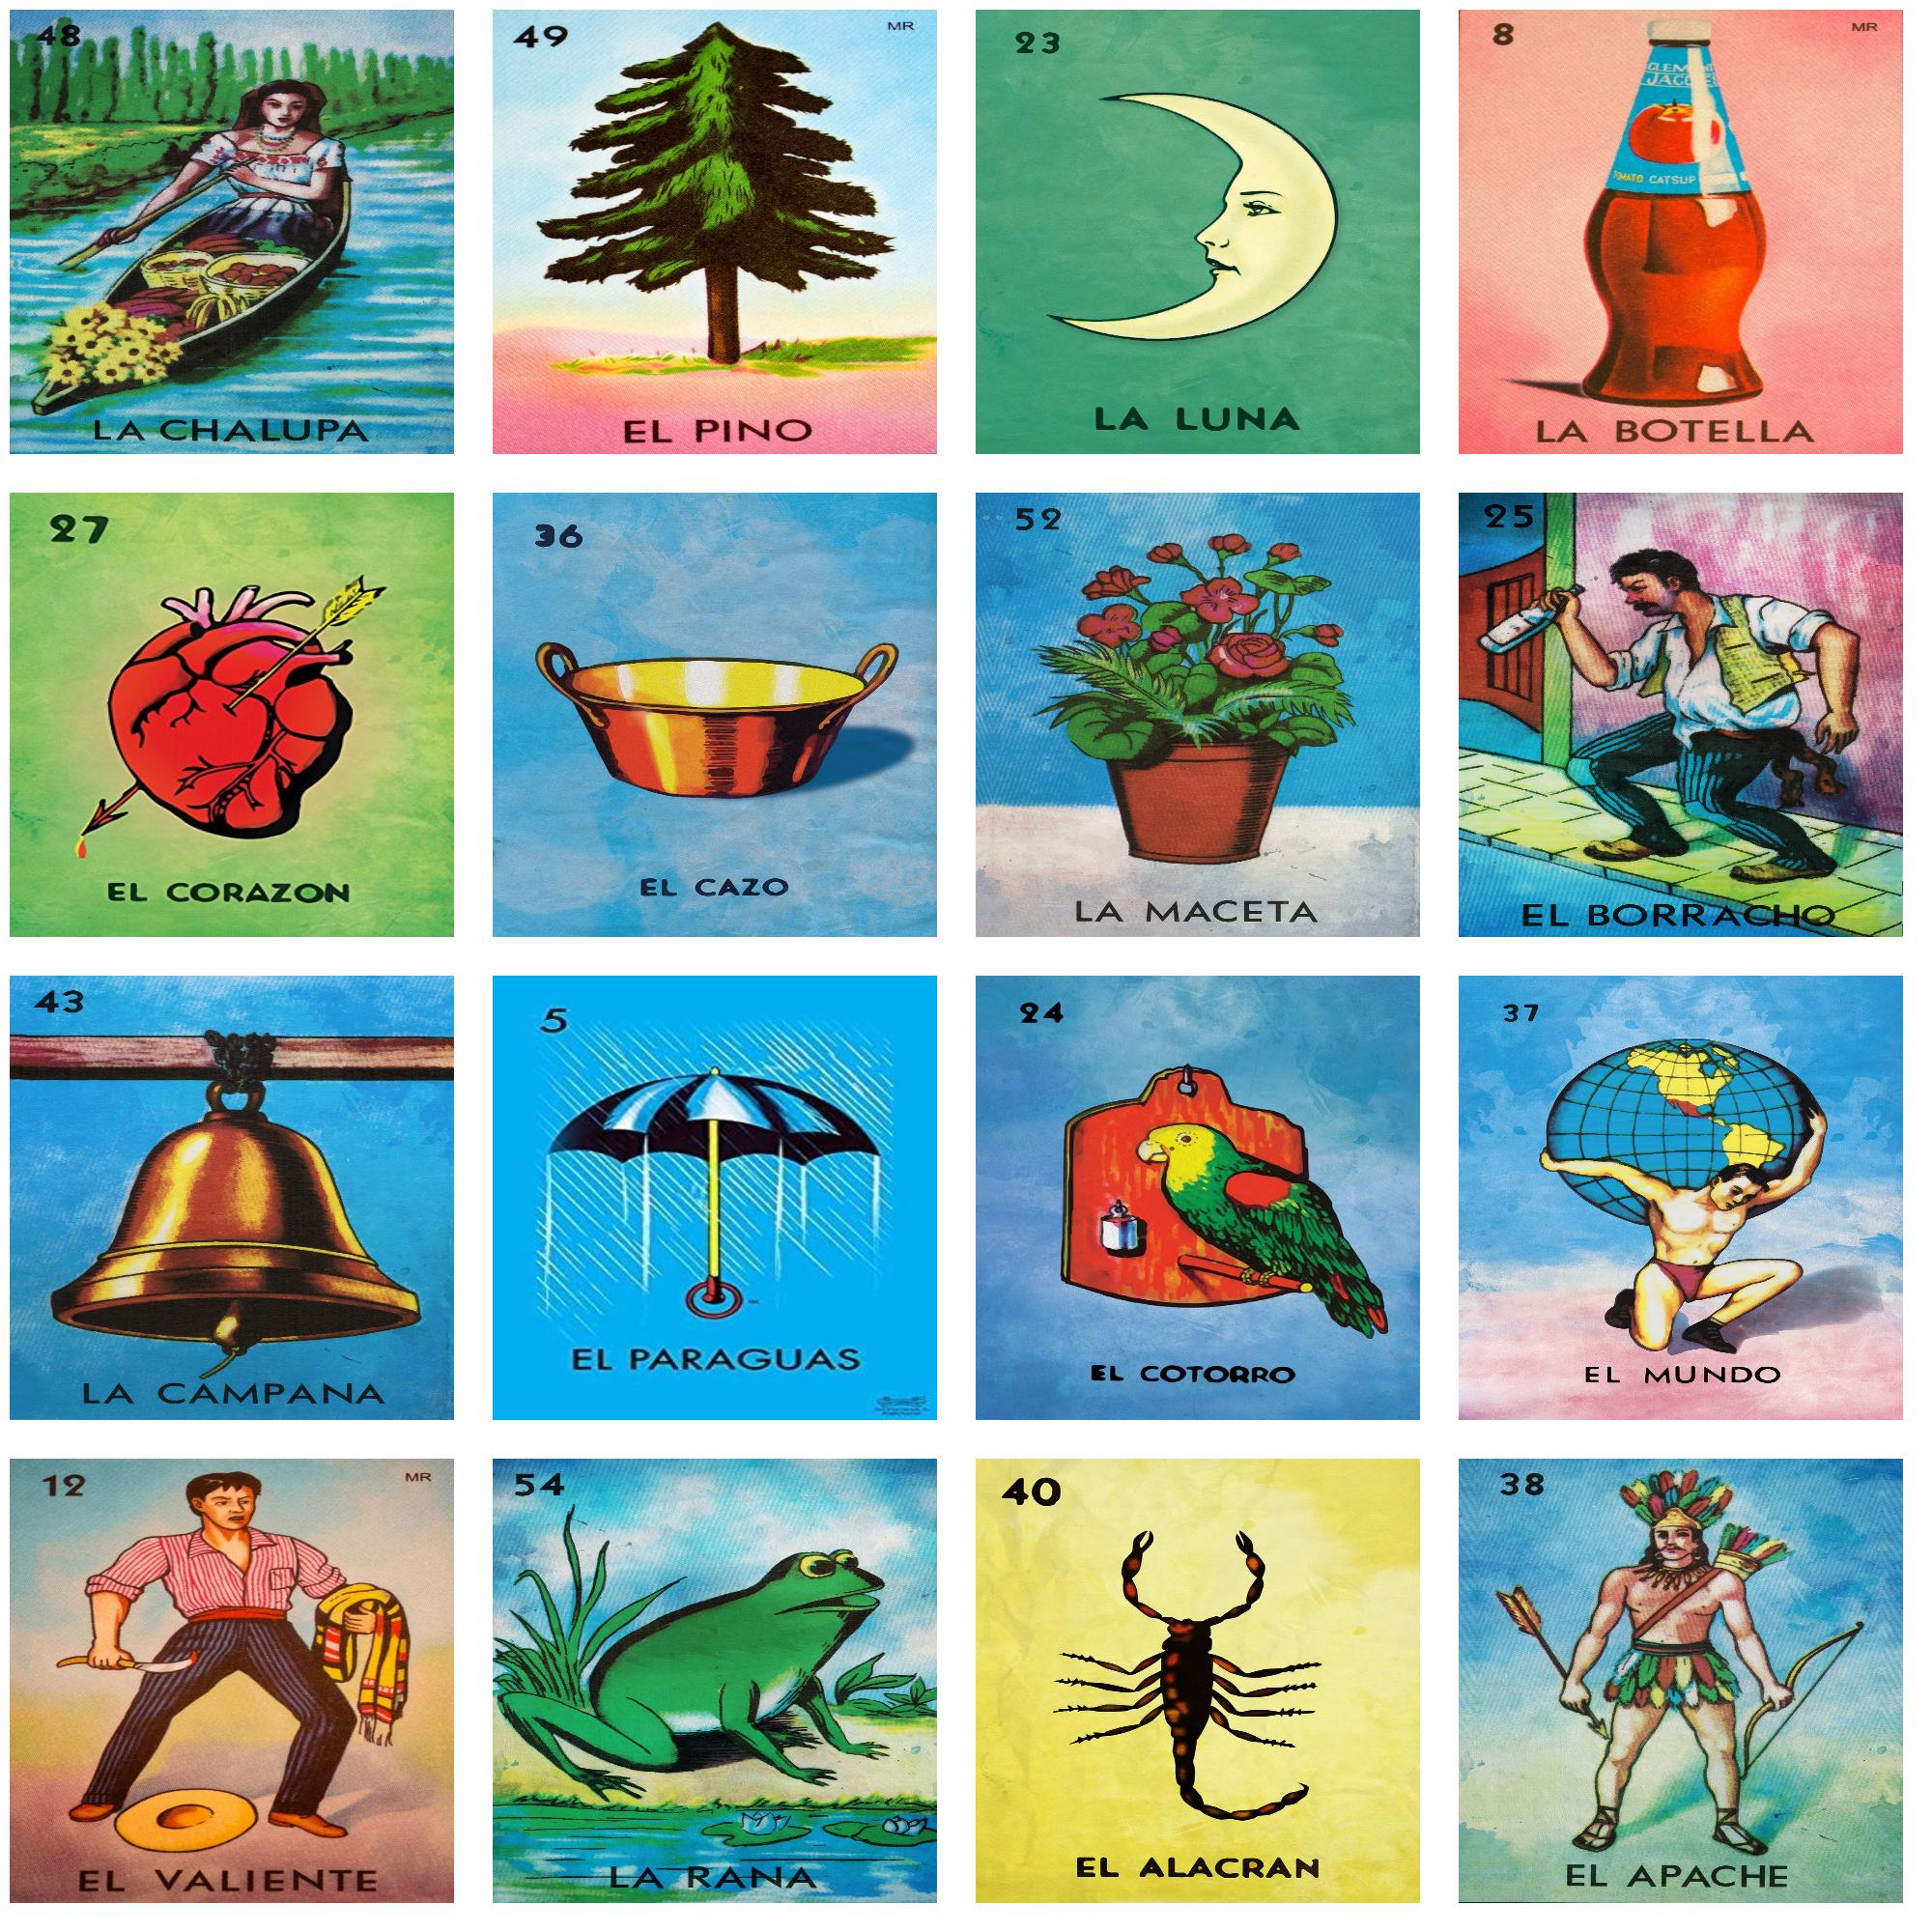 48
LA CHALUPA
49
MR
EL PINO
23
LA LUNA
8
MR
CLEMENT
JACQUES
TOMATO CATSUP
LA BOTELLA
27
EL CORAZON
36
EL CAZO
52
LA MACETA
25
EL BORRACHO
43
LA CAMPANA
5
EL PARAGUAS
24
EL COTORRO
37
EL MUNDO
12
MR
EL VALIENTE
54
LA RANA
40
EL ALACRAN
38
EL APACHE